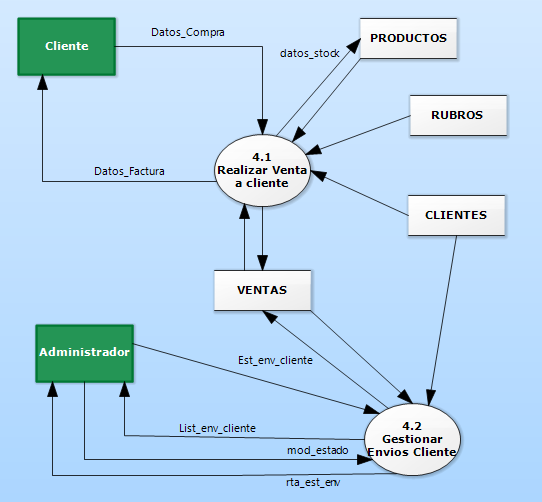 Datos_Compra
PRODUCTOS
Cliente
datos_stock
RUBROS
4.1
Realizar Venta
a cliente
Datos_Factura
CLIENTES
VENTAS
Administrador
Est_env_cliente
4.2
Gestionar
Envios Cliente
List_env_cliente
mod_estado
rta_est_env